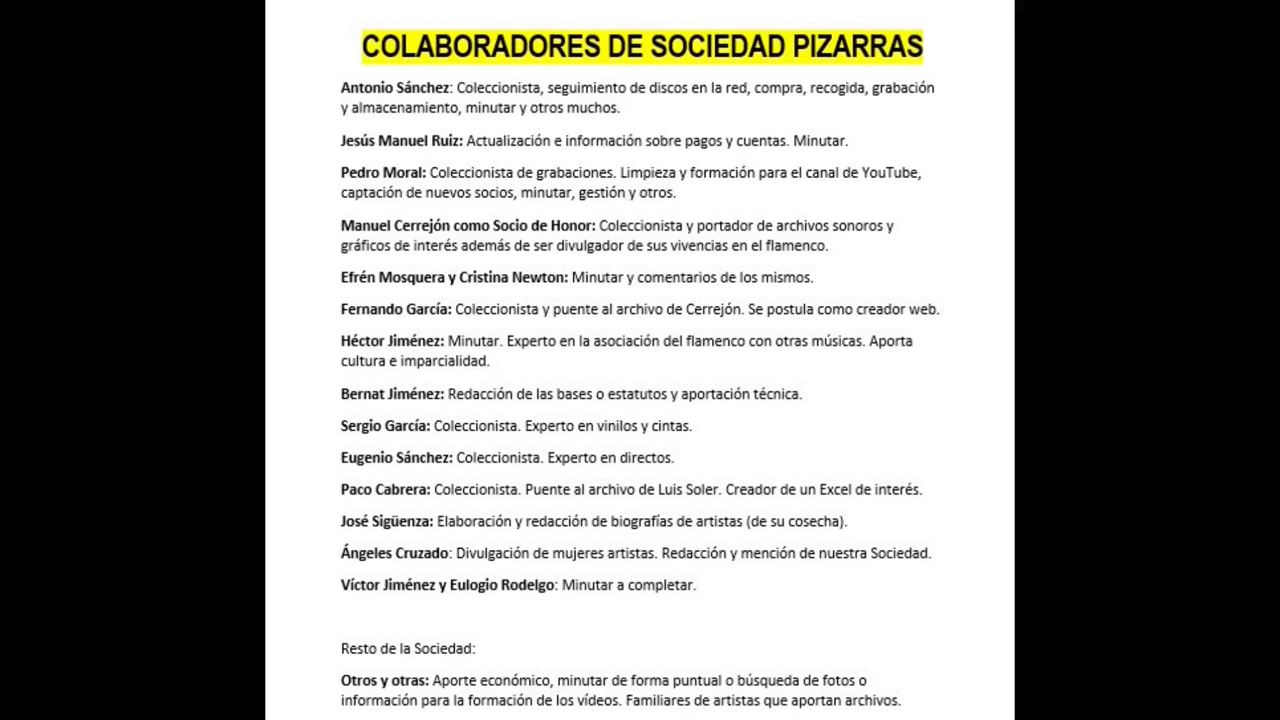 COLABORADORES DE SOCIEDAD PIZARRAS
Antonio Sánchez: Coleccionista, seguimiento de discos en la red, compra, recogida, grabación
y almacenamiento, minutar y otros muchos.
Jesús Manuel Ruiz: Actualización e información sobre pagos y cuentas. Minutar.
Pedro Moral: Coleccionista de grabaciones. Limpieza y formación para el canal de YouTube,
captación de nuevos socios, minutar, gestión y otros.
Manuel Cerrejón como Socio de Honor: Coleccionista y portador de archivos sonoros y
gráficos de interés además de ser divulgador de sus vivencias en el flamenco.
Efrén Mosquera y Cristina Newton: Minutar y comentarios de los mismos.
Fernando García: Coleccionista y puente al archivo de Cerrejón. Se postula como creador web.
Héctor Jiménez: Minutar. Experto en la asociación del flamenco con otras músicas. Aporta
cultura e imparcialidad.
Bernat Jiménez: Redacción de las bases o estatutos y aportación técnica.
Sergio García: Coleccionista. Experto en vinilos y cintas.
Eugenio Sánchez: Coleccionista. Experto en directos.
Paco Cabrera: Coleccionista. Puente al archivo de Luis Soler. Creador de un Excel de interés.
José Sigüenza: Elaboración y redacción de biografías de artistas (de su cosecha).
Ángeles Cruzado: Divulgación de mujeres artistas. Redacción y mención de nuestra Sociedad.
Víctor Jiménez y Eulogio Rodelgo: Minutar a completar.
Resto de la Sociedad:
Otros y otras: Aporte económico, minutar de forma puntual o búsqueda de fotos o
información para la formación de los vídeos. Familiares de artistas que aportan archivos.